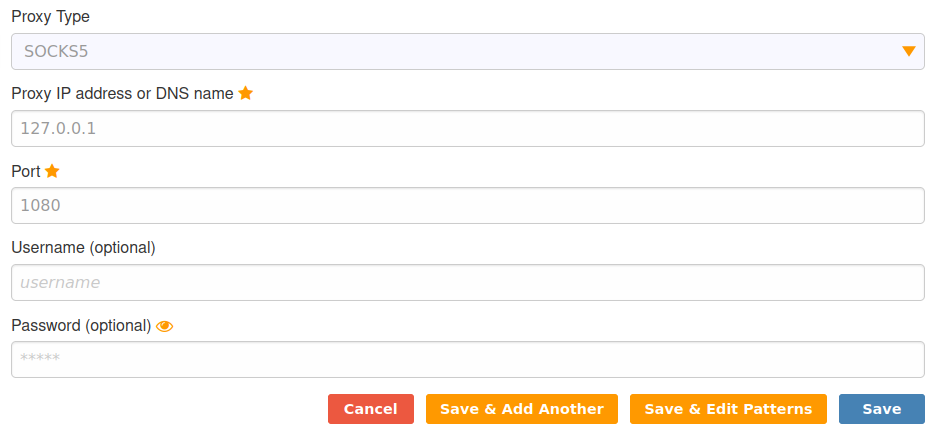 Proxy Type
SOCKS5
Proxy IP address or DNS name
127.0.0.1
Port
1080
Username (optional)
username
Password (optional)
*****
Cancel Save & Add Another Save & Edit Patterns Save